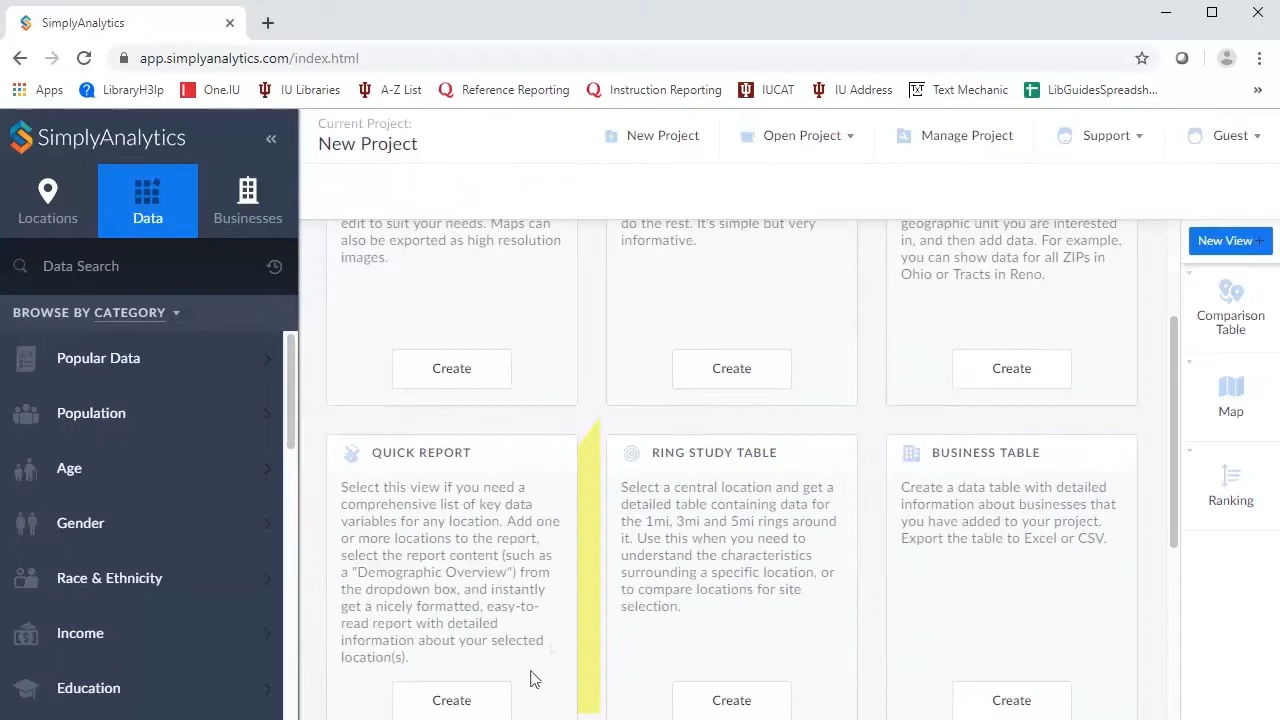 SimplyAnalytics
app.simplyanalytics.com/index.html
Apps
LibraryH3lp
One.IU
IU Libraries
A-Z List
Reference Reporting
Instruction Reporting
IUCAT
IU Address
Text Mechanic
LibGuidesSpreadsh...
SimplyAnalytics
Current Project:
New Project
New Project
Open Project
Manage Project
Support
Guest
Locations
Data
Businesses
Data Search
BROWSE BY CATEGORY
Popular Data
Population
Age
Gender
Race & Ethnicity
Income
Education
edit to suit your needs. Maps can
also be exported as high resolution
images.
Create
do the rest. It's simple but very
informative.
Create
geographic unit you are interested
in, and then add data. For example,
you can show data for all ZIPs in
Ohio or Tracts in Reno.
Create
QUICK REPORT
Select this view if you need a
comprehensive list of key data
variables for any location. Add one
or more locations to the report,
select the report content (such as
a "Demographic Overview") from
the dropdown box, and instantly
get a nicely formatted, easy-to-
read report with detailed
information about your selected
location(s).
Create
RING STUDY TABLE
Select a central location and get a
detailed table containing data for
the 1mi, 3mi and 5mi rings around
it. Use this when you need to
understand the characteristics
surrounding a specific location, or
to compare locations for site
selection.
Create
BUSINESS TABLE
Create a data table with detailed
information about businesses that
you have added to your project.
Export the table to Excel or CSV.
Create
New View +
Comparison
Table
Map
Ranking